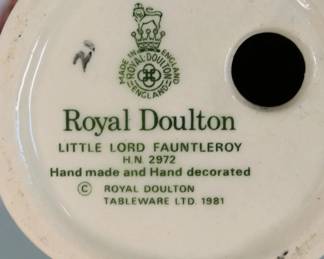 MADE IN ENGLAND
ROYAL DOULTON
ENGLAND
Royal Doulton
LITTLE LORD FAUNTLEROY
H.N. 2972
Hand made and Hand decorated
© ROYAL DOULTON
TABLEWARE LTD. 1981